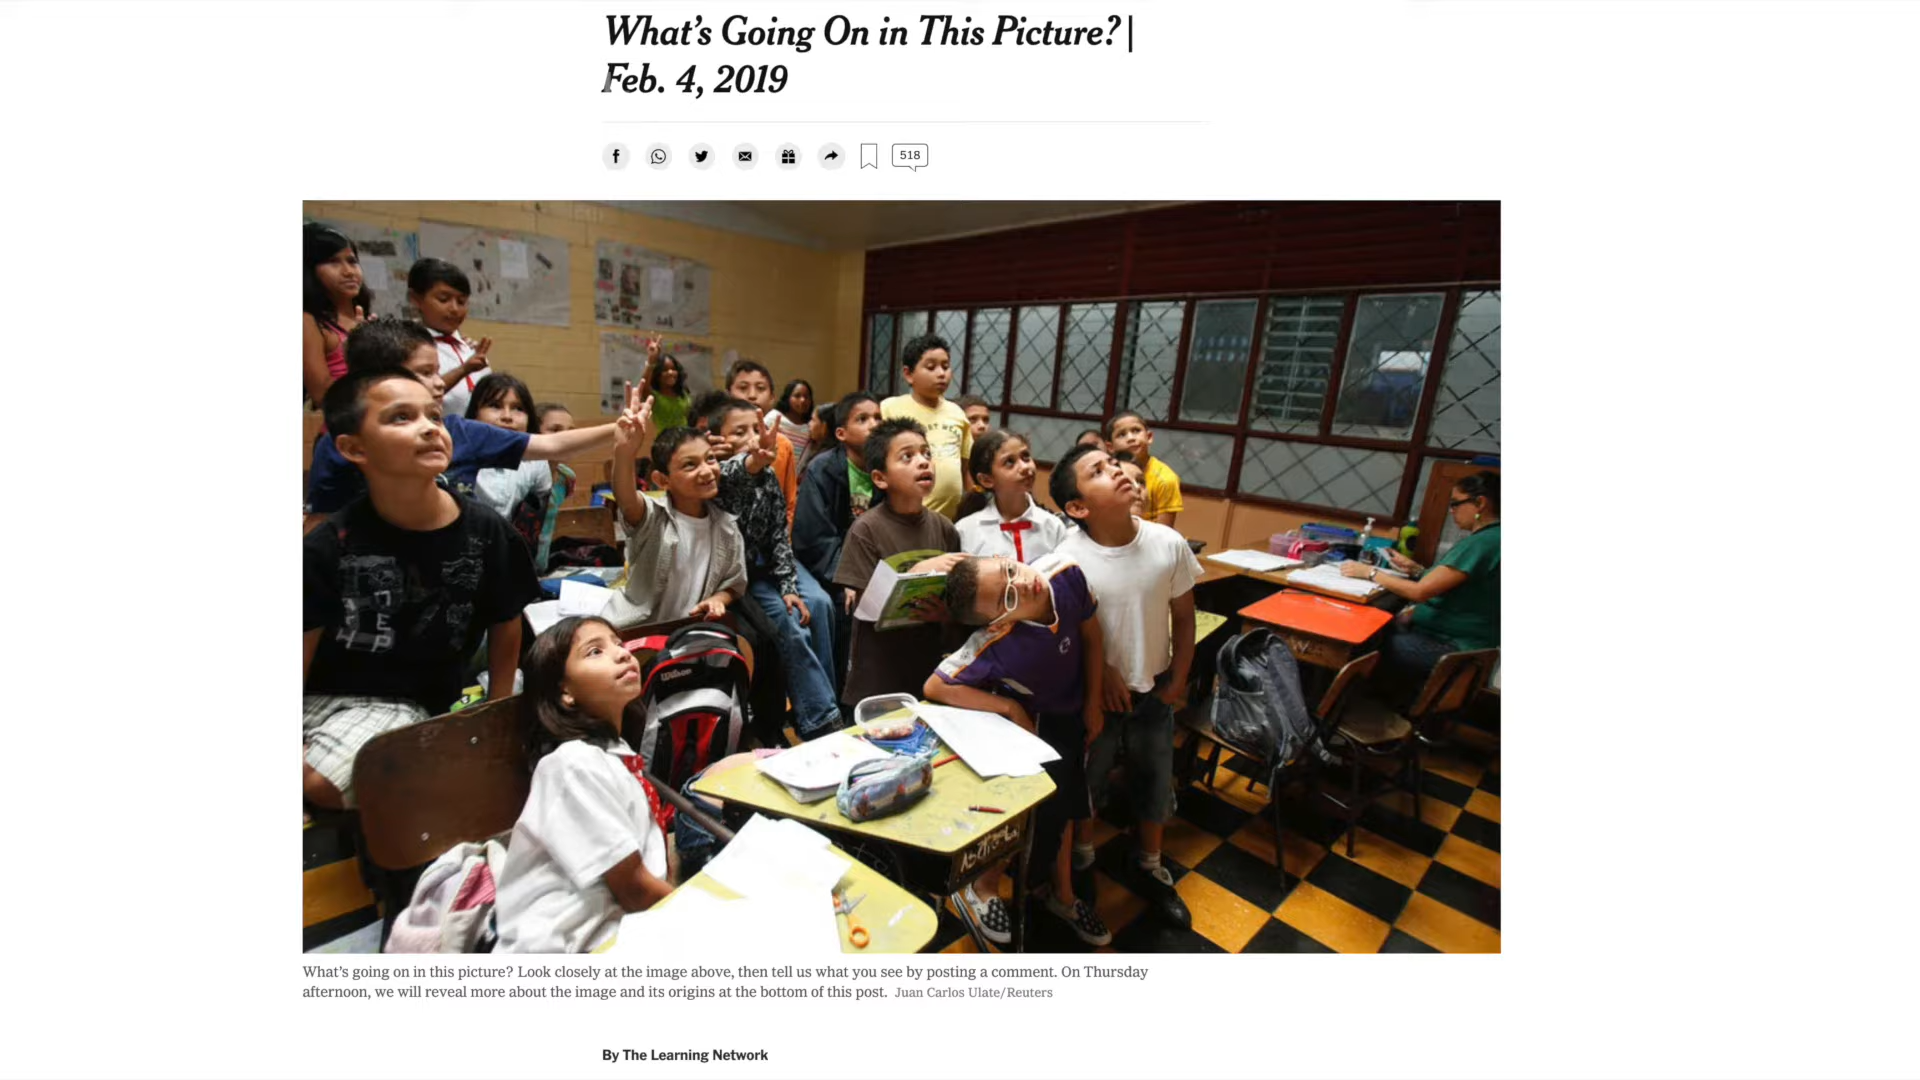 What's Going On in This Picture? |
Feb. 4, 2019
518
Wilson
What's going on in this picture? Look closely at the image above, then tell us what you see by posting a comment. On Thursday
afternoon, we will reveal more about the image and its origins at the bottom of this post. Juan Carlos Ulate/Reuters
By The Learning Network